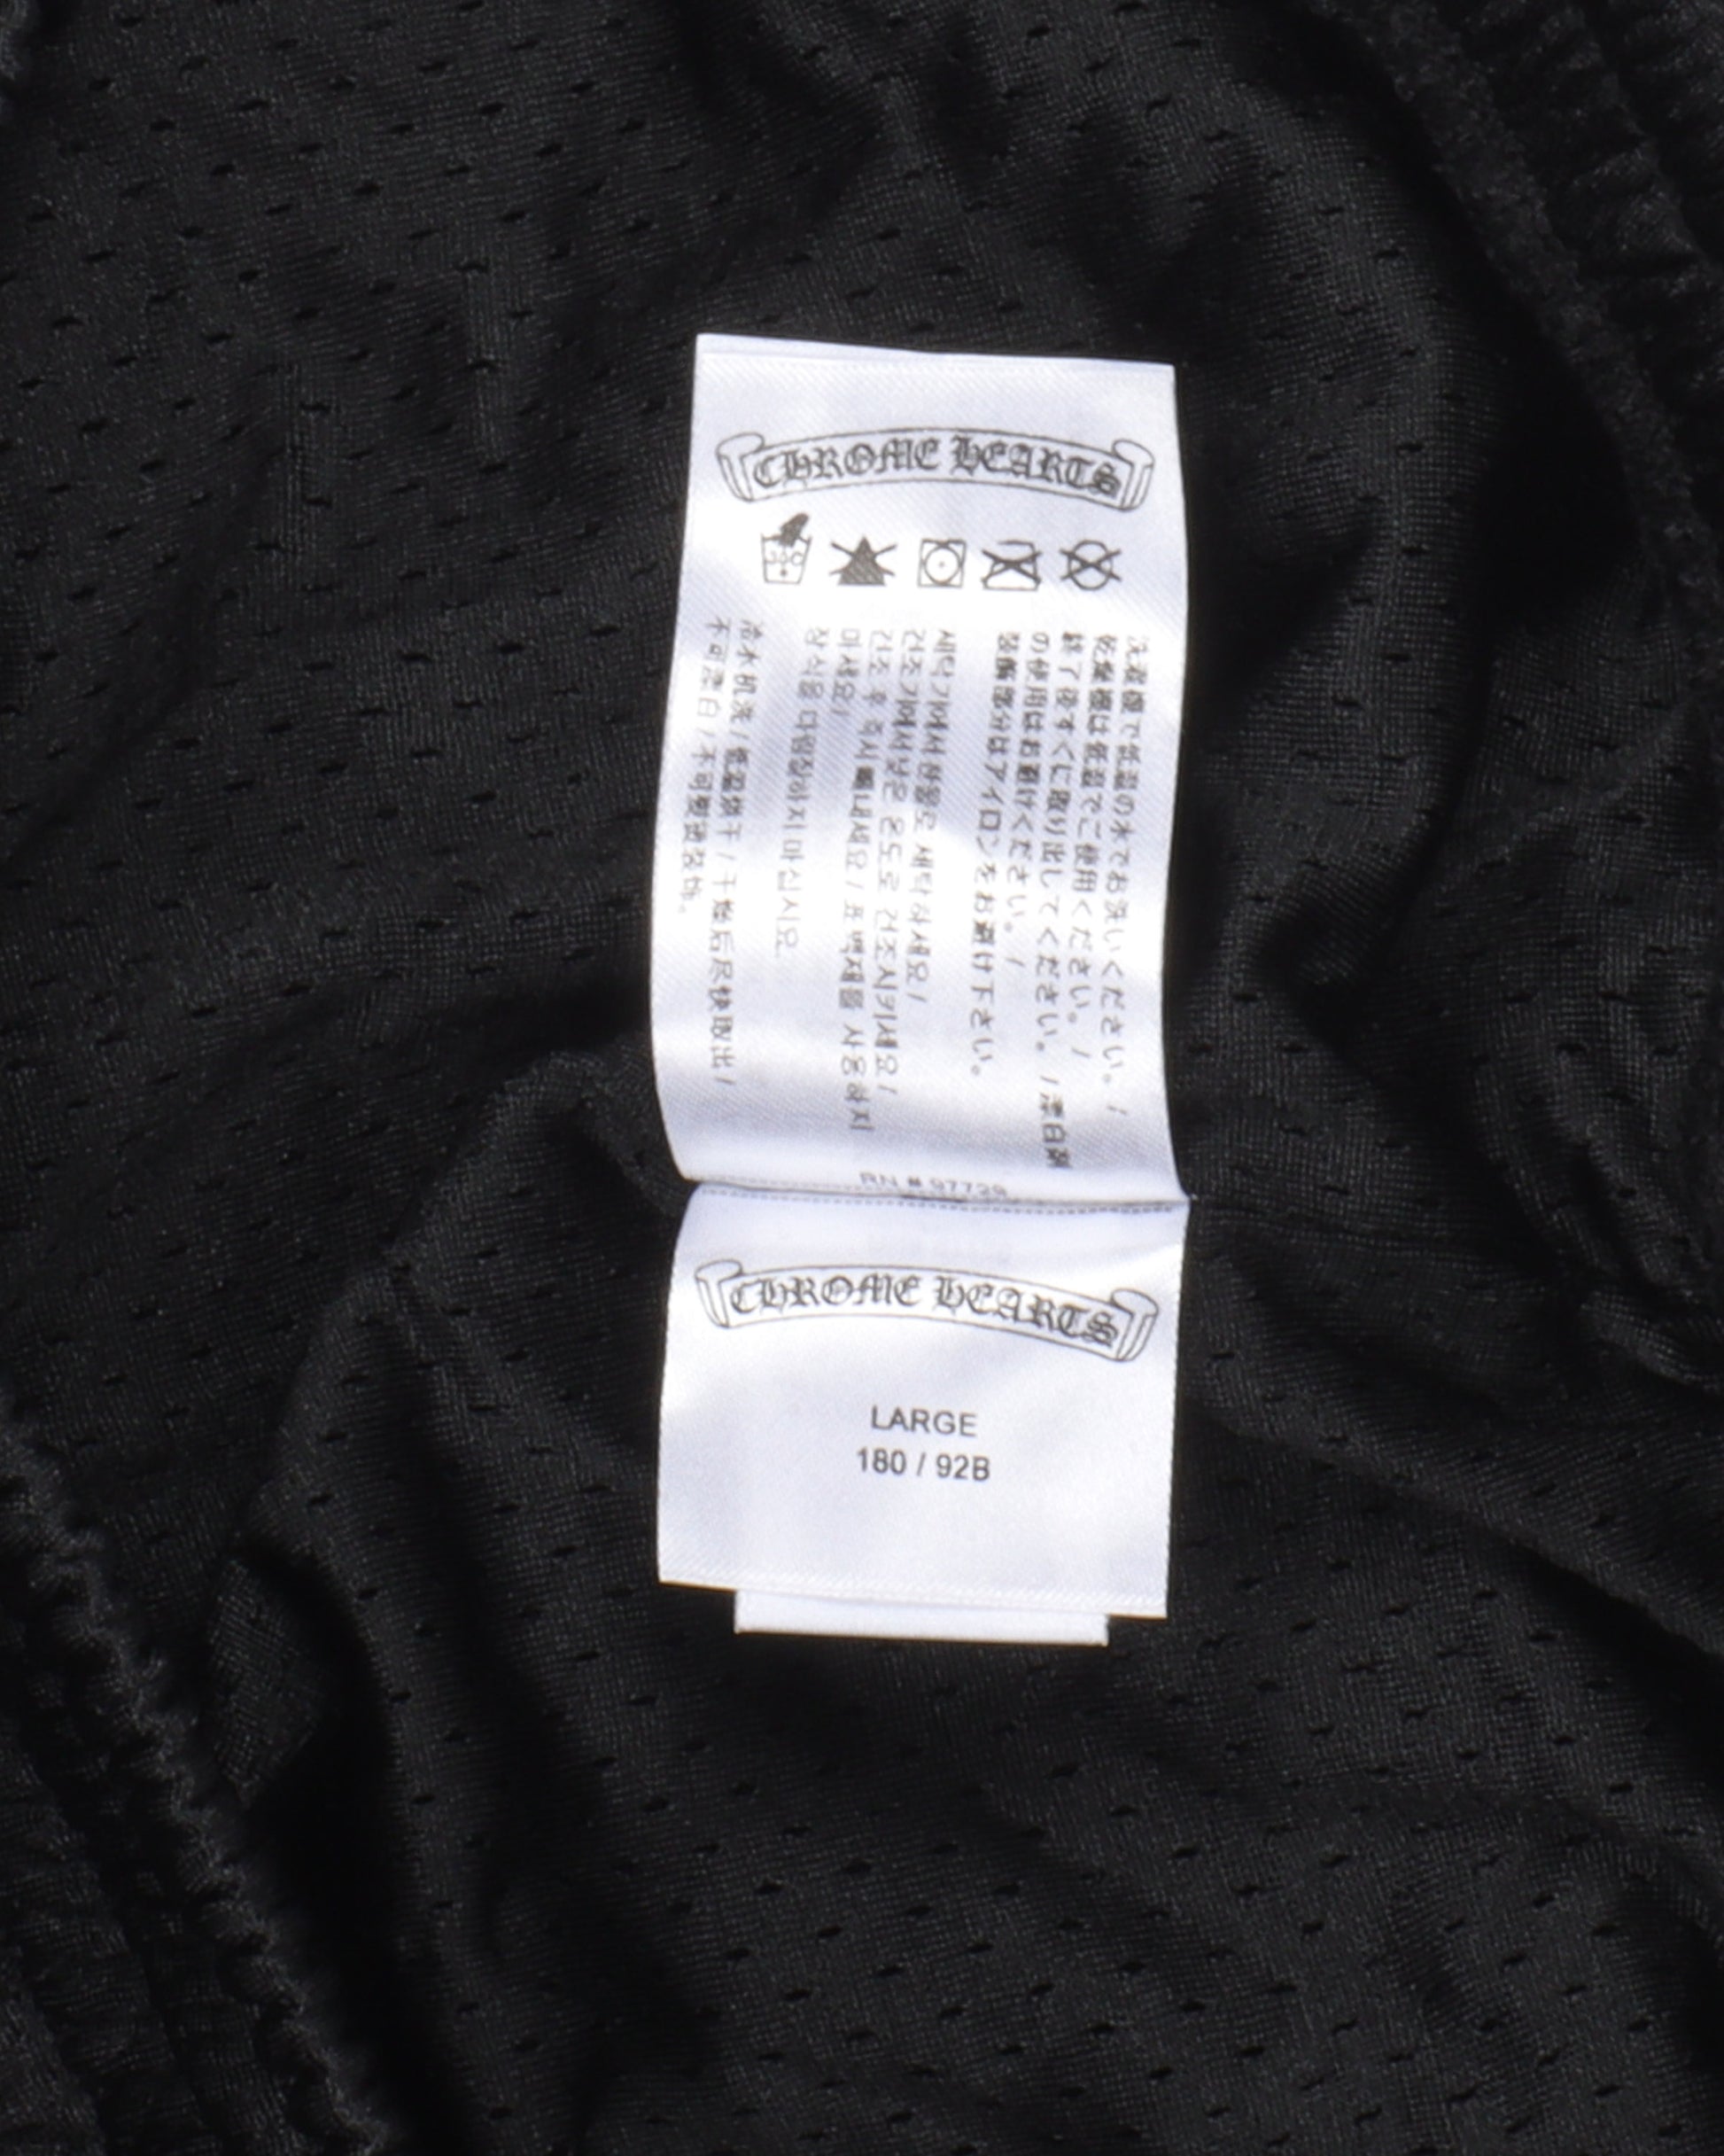 CHROME HEARTS
30°C
洗濯機で低温の水でお洗いください。 /
乾燥機は低温でご使用ください。 /
終了後すぐに取り出してください。 / 漂白剤
の使用はお避けください。 /
装飾部分はアイロンをお避け下さい。
세탁기에서 찬물로 세탁하세요 /
건조기에서 낮은 온도로 건조시키세요 /
건조 후 즉시 빼내세요 / 표백제를 사용하지
마세요 /
장식을 다림질하지 마십시요.
冷水机洗 / 低温烘干 / 干燥后尽快取出 /
不可漂白 / 不可熨烫装饰。
RN # 97729
CHROME HEARTS
LARGE
180 / 92B